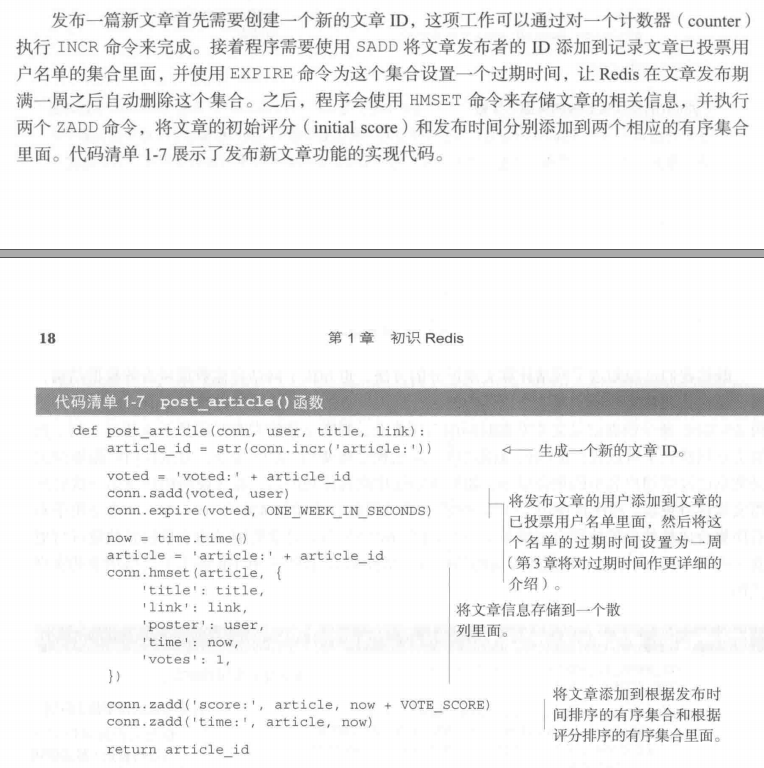 发布一篇新文章首先需要创建一个新的文章 ID，这项工作可以通过对一个计数器（counter）
执行 INCR 命令来完成。接着程序需要使用 SADD 将文章发布者的 ID 添加到记录文章已投票用
户名单的集合里面，并使用 EXPIRE 命令为这个集合设置一个过期时间，让 Redis 在文章发布期
满一周之后自动删除这个集合。之后，程序会使用 HMSET 命令来存储文章的相关信息，并执行
两个 ZADD 命令，将文章的初始评分（initial score）和发布时间分别添加到两个相应的有序集合
里面。代码清单 1-7 展示了发布新文章功能的实现代码。
18
第 1 章 初识 Redis
代码清单 1-7 post_article()函数
def post_article(conn, user, title, link):
article_id = str(conn.incr('article:'))
生成一个新的文章 ID。
voted = 'voted:' + article_id
conn.sadd(voted, user)
conn.expire(voted, ONE_WEEK_IN_SECONDS)
将发布文章的用户添加到文章的
已投票用户名单里面，然后将这
个名单的过期时间设置为一周
（第 3 章将对过期时间作更详细的
介绍）。
now = time.time()
article = 'article:' + article_id
conn.hmset(article, {
'title': title,
'link': link,
'poster': user,
'time': now,
'votes': 1,
})
将文章信息存储到一个散
列里面。
conn.zadd('score:', article, now + VOTE_SCORE)
conn.zadd('time:', article, now)
将文章添加到根据发布时
间排序的有序集合和根据
评分排序的有序集合里面。
return article_id